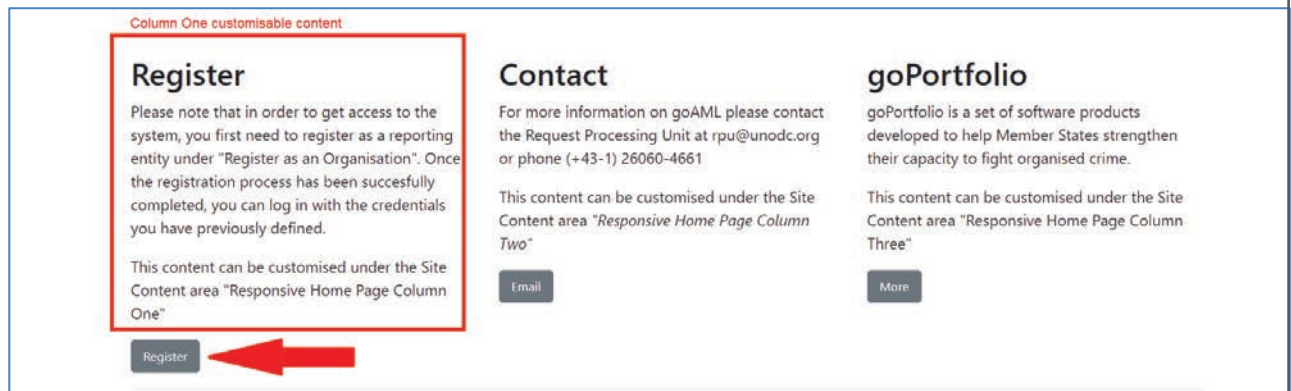 Column One customisable content
Register
Please note that in order to get access to the
system, you first need to register as a reporting
entity under "Register as an Organisation". Once
the registration process has been succesfully
completed, you can log in with the credentials
you have previously defined.
This content can be customised under the Site
Content area "Responsive Home Page Column
One"
Register
Contact
For more information on goAML please contact
the Request Processing Unit at rpu@unodc.org
or phone (+43-1) 26060-4661
This content can be customised under the Site
Content area "Responsive Home Page Column
Two"
Email
goPortfolio
goPortfolio is a set of software products
developed to help Member States strengthen
their capacity to fight organised crime.
This content can be customised under the Site
Content area "Responsive Home Page Column
Three"
More